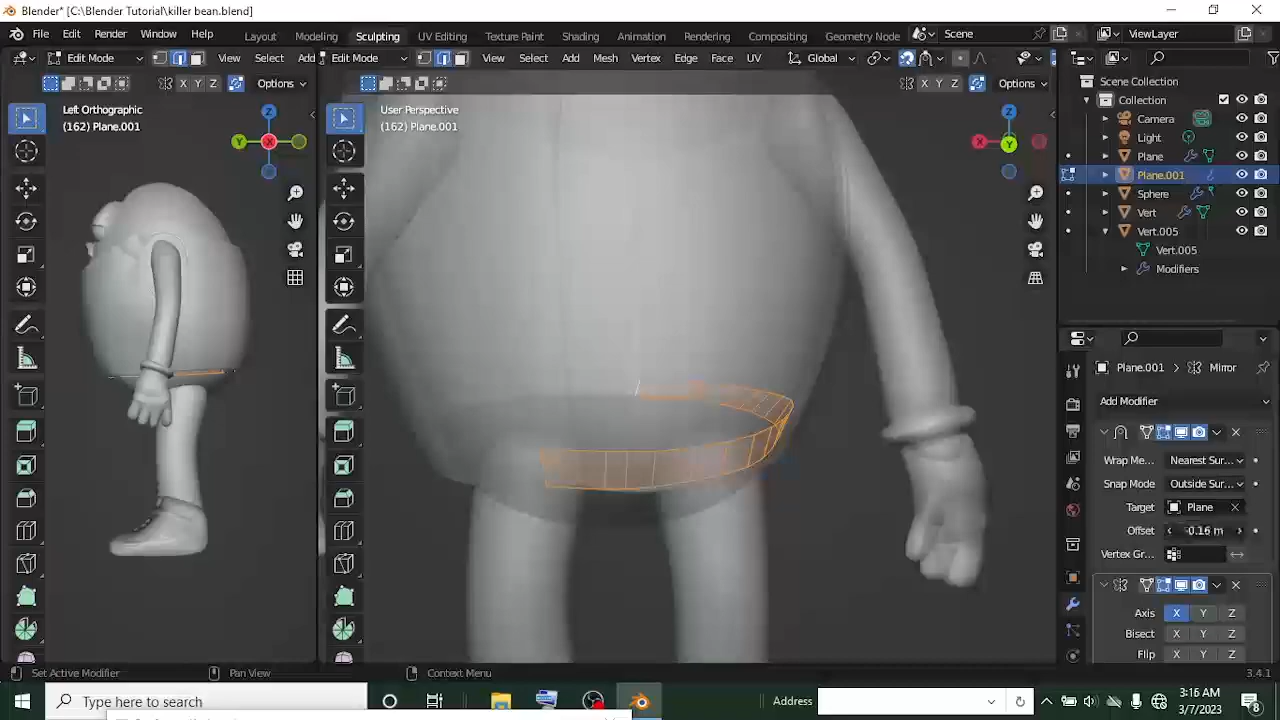 Blender* [C:\Blender Tutorial\killer bean.blend]
File Edit Render Window Help Layout Modeling Sculpting UV Editing Texture Paint Shading Animation Rendering Compositing Geometry Node Scene ViewLayer
Edit Mode View Select Add Edit Mode View Select Add Mesh Vertex Edge Face UV Global
X Y Z Options X Y Z Options
Left Orthographic
(162) Plane.001
User Perspective
(162) Plane.001
Z
Y X
Z
X Y
Scene Collection
Collection
Camera
Light
Plane
Plane.001
Sphere
Vert
Vert.005
Vert.005
Modifiers
Plane.001 Mirror
Add Modifier
Wrap Me... Nearest Sur...
Snap Mode Outside Sur...
Target Plane
Offset -0.16 m
Vertex Gr...
Axis X Y Z
Bisect X Y Z
Flip X Y Z
Set Active Modifier Pan View Context Menu 3.4.1
Type here to search Address 3/7/2023